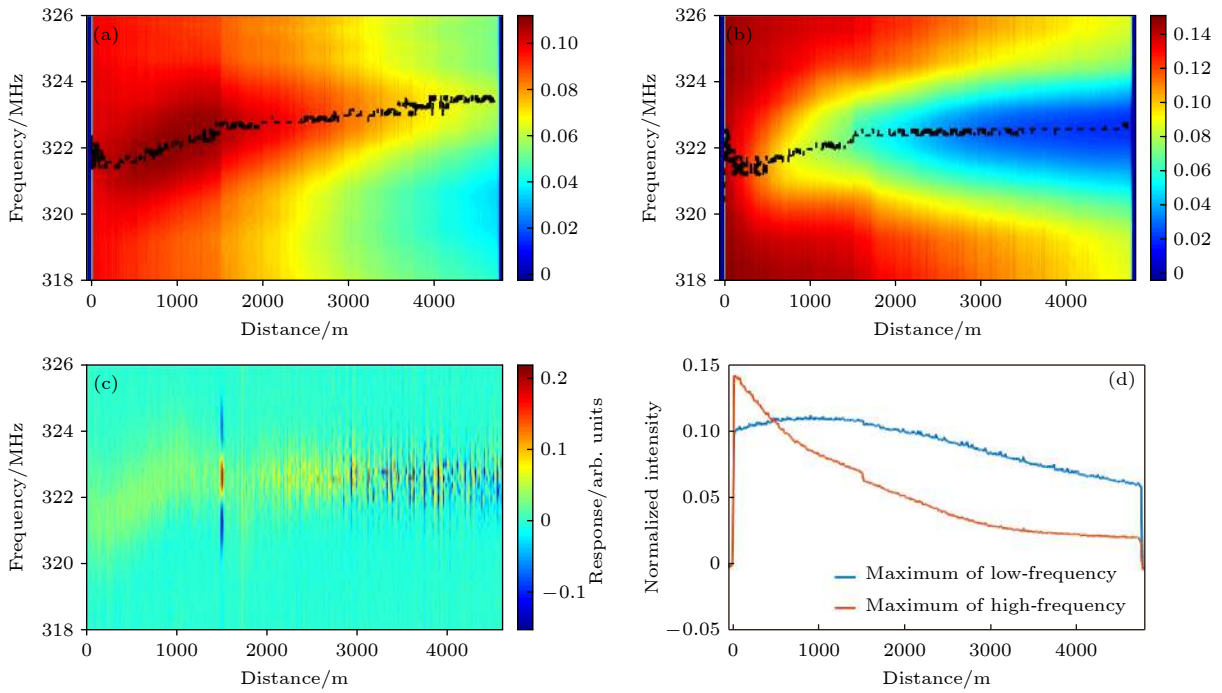 (a)
326
324
322
320
318
Frequency/MHz
0 1000 2000 3000 4000
Distance/m
0.10
0.08
0.06
0.04
0.02
0
(b)
326
324
322
320
318
Frequency/MHz
0 1000 2000 3000 4000
Distance/m
0.14
0.12
0.10
0.08
0.06
0.04
0
(c)
326
324
322
320
318
Frequency/MHz
0 1000 2000 3000 4000
Distance/m
0.2
0.1
0
−0.1
Response/arb. units
(d)
0.15
0.10
0.05
0
−0.05
Normalized intensity
Maximum of low-frequency
Maximum of high-frequency
0 1000 2000 3000 4000
Distance/m